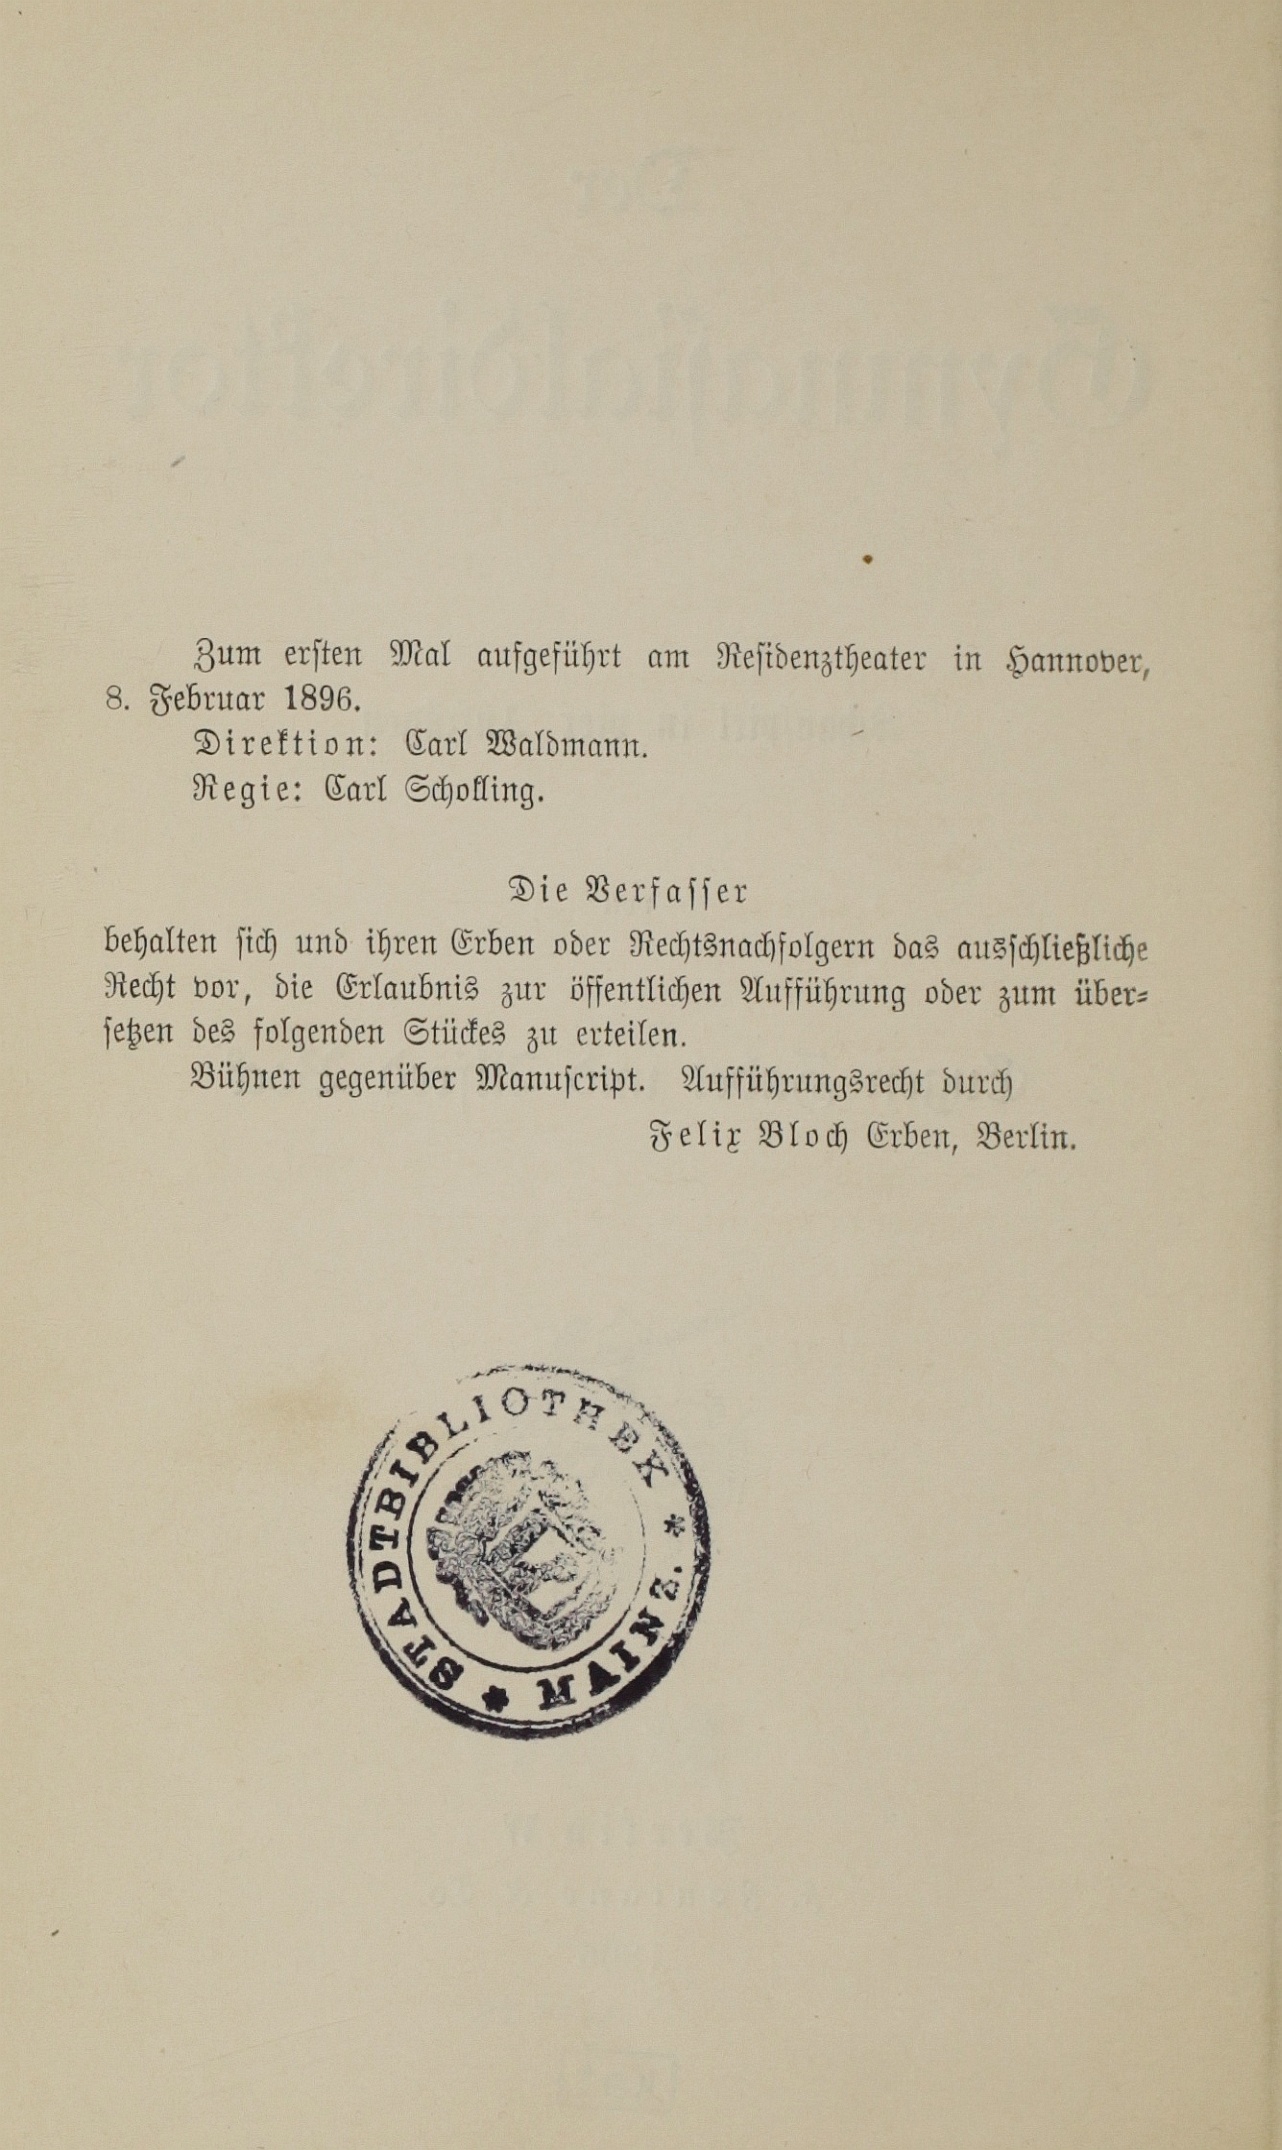 Zum ersten Mal aufgeführt am Residenztheater in Hannover,
8. Februar 1896.
Direktion: Carl Waldmann.
Regie: Carl Schokling.
Die Verfasser
behalten sich und ihren Erben oder Rechtsnachfolgern das ausschließliche
Recht vor, die Erlaubnis zur öffentlichen Aufführung oder zum über-
setzen des folgenden Stückes zu erteilen.
Bühnen gegenüber Manuscript. Aufführungsrecht durch
Felix Bloch Erben, Berlin.
STADTBIBLIOTHEK * MAINZ. *